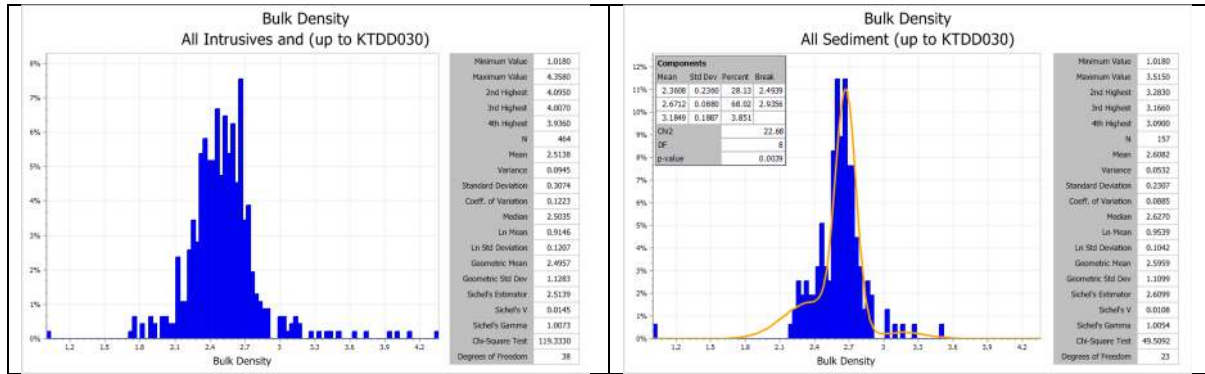 Bulk Density
All Intrusives and (up to KTDD030)
8%
7%
6%
5%
4%
3%
2%
1%
0%
1.2 1.5 1.8 2.1 2.4 2.7 3 3.3 3.6 3.9 4.2
Bulk Density
Minimum Value 1.0180
Maximum Value 4.3580
2nd Highest 4.0950
3rd Highest 4.0070
4th Highest 3.9360
N 464
Mean 2.5138
Variance 0.0945
Standard Deviation 0.3074
Coeff. of Variation 0.1223
Median 2.5035
Ln Mean 0.9146
Ln Std Deviation 0.1207
Geometric Mean 2.4957
Geometric Std Dev 1.1283
Sichel's Estimator 2.5139
Sichel's V 0.0145
Sichel's Gamma 1.0073
Chi-Square Test 119.3330
Degrees of Freedom 38
Bulk Density
All Sediment (up to KTDD030)
12%
11%
10%
9%
8%
7%
6%
5%
4%
3%
2%
1%
0%
Components
Mean Std Dev Percent Break
2.3608 0.2360 28.13 2.4939
2.6712 0.0880 68.02 2.9356
3.1849 0.1887 3.851
Chi2 22.68
DF 8
p-value 0.0039
1.2 1.5 1.8 2.1 2.4 2.7 3 3.3 3.6 3.9 4.2
Bulk Density
Minimum Value 1.0180
Maximum Value 3.5150
2nd Highest 3.2830
3rd Highest 3.1660
4th Highest 3.0900
N 157
Mean 2.6082
Variance 0.0532
Standard Deviation 0.2307
Coeff. of Variation 0.0885
Median 2.6270
Ln Mean 0.9539
Ln Std Deviation 0.1042
Geometric Mean 2.5959
Geometric Std Dev 1.1099
Sichel's Estimator 2.6099
Sichel's V 0.0108
Sichel's Gamma 1.0054
Chi-Square Test 49.5092
Degrees of Freedom 23